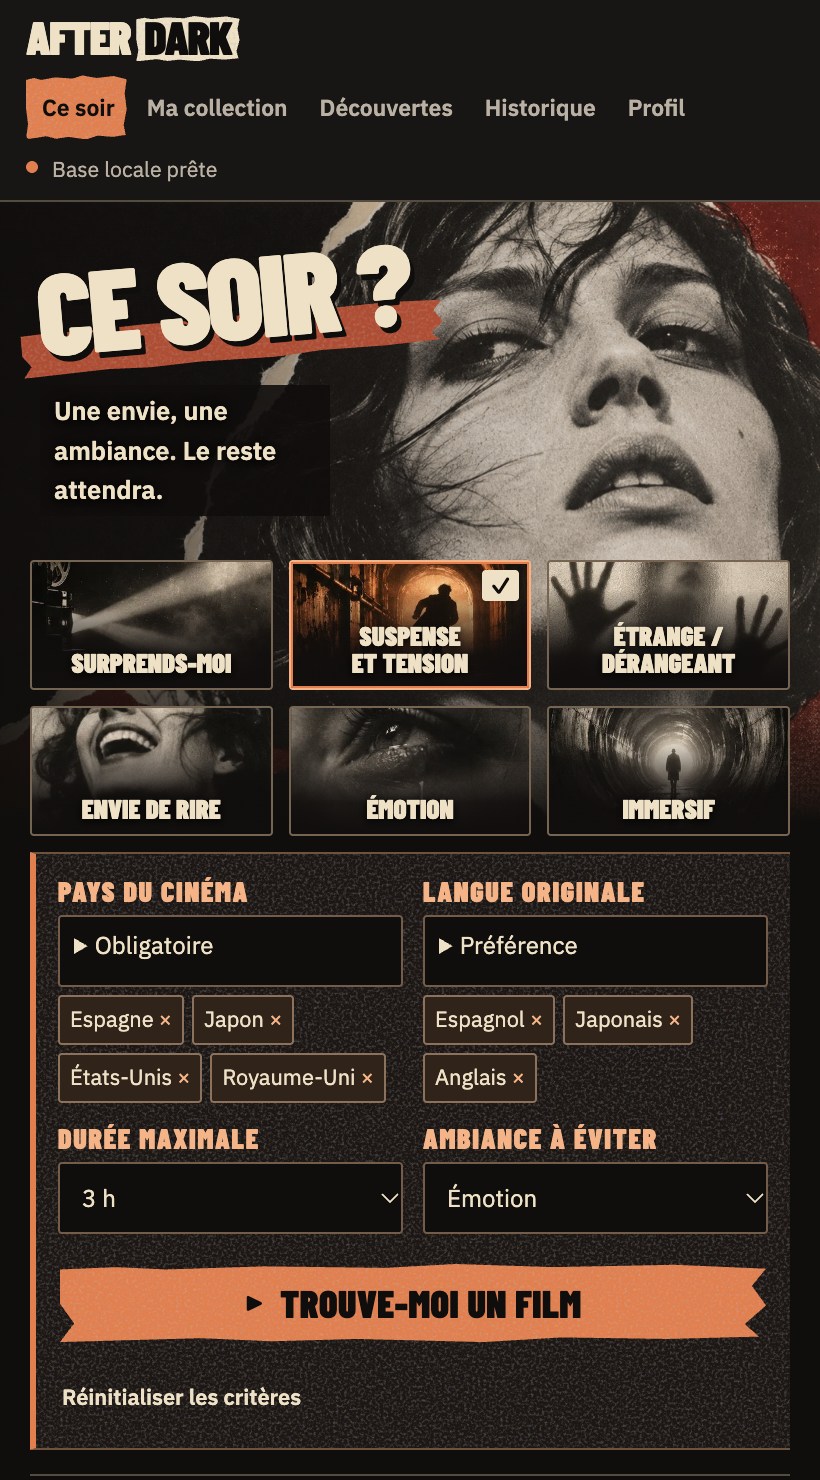 AFTER DARK
Ce soir Ma collection Découvertes Historique Profil
Base locale prête
CE SOIR ?
Une envie, une
ambiance. Le reste
attendra.
SURPRENDS-MOI
SUSPENSE
ET TENSION
ÉTRANGE /
DÉRANGEANT
ENVIE DE RIRE
ÉMOTION
IMMERSIF
PAYS DU CINÉMA
Obligatoire
Espagne × Japon ×
États-Unis × Royaume-Uni ×
LANGUE ORIGINALE
Préférence
Espagnol × Japonais ×
Anglais ×
DURÉE MAXIMALE
3 h
AMBIANCE À ÉVITER
Émotion
TROUVE-MOI UN FILM
Réinitialiser les critères